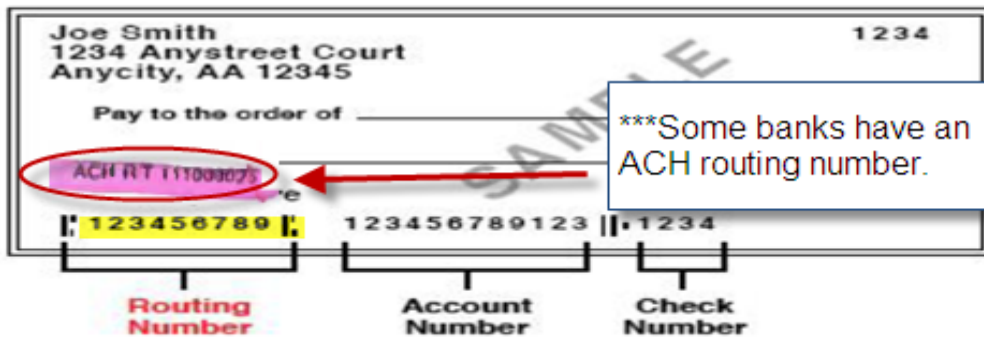 Joe Smith
1234
1234 Anystreet Court
Anycity, AA 12345
SAMPLE
Pay to the order of
***Some banks have an
ACH routing number.
ACH RT
re
123456789
123456789123
1234
Routing
Number
Account
Number
Check
Number